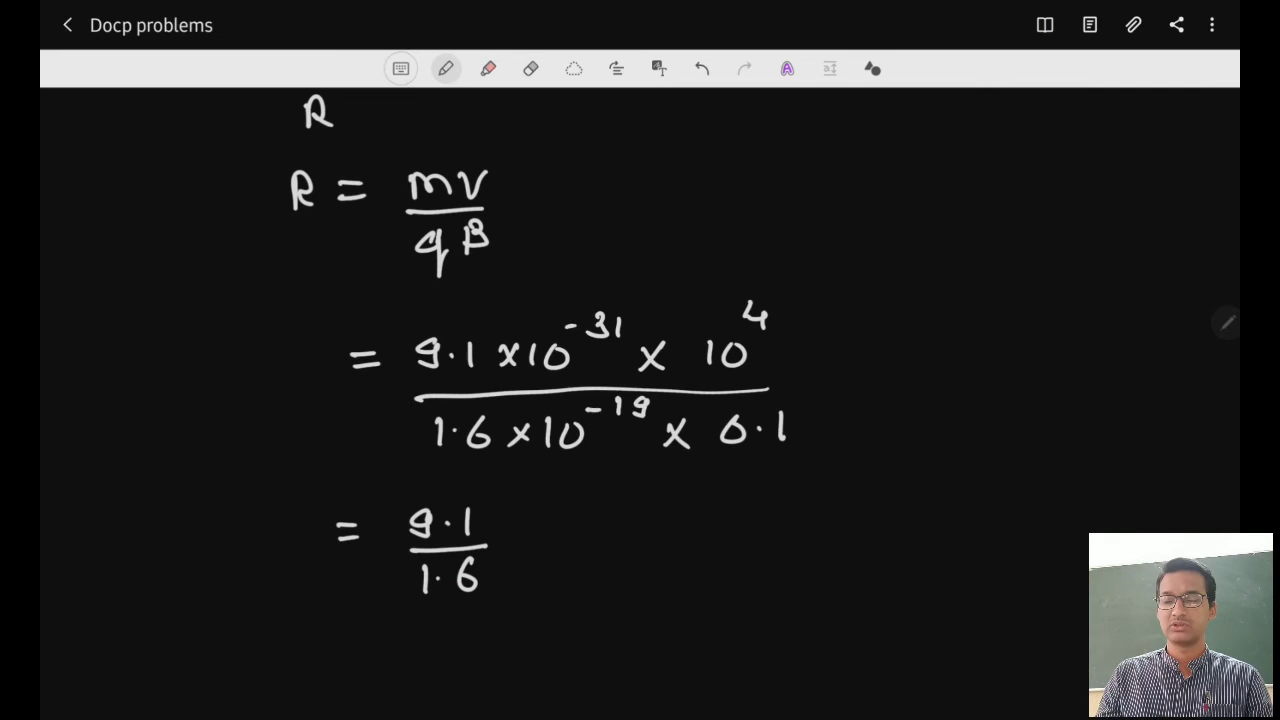 Docp problems
R
R = mv / qB
= 9.1 × 10^-31 × 10^4 / 1.6 × 10^-19 × 0.1
= 9.1 / 1.6